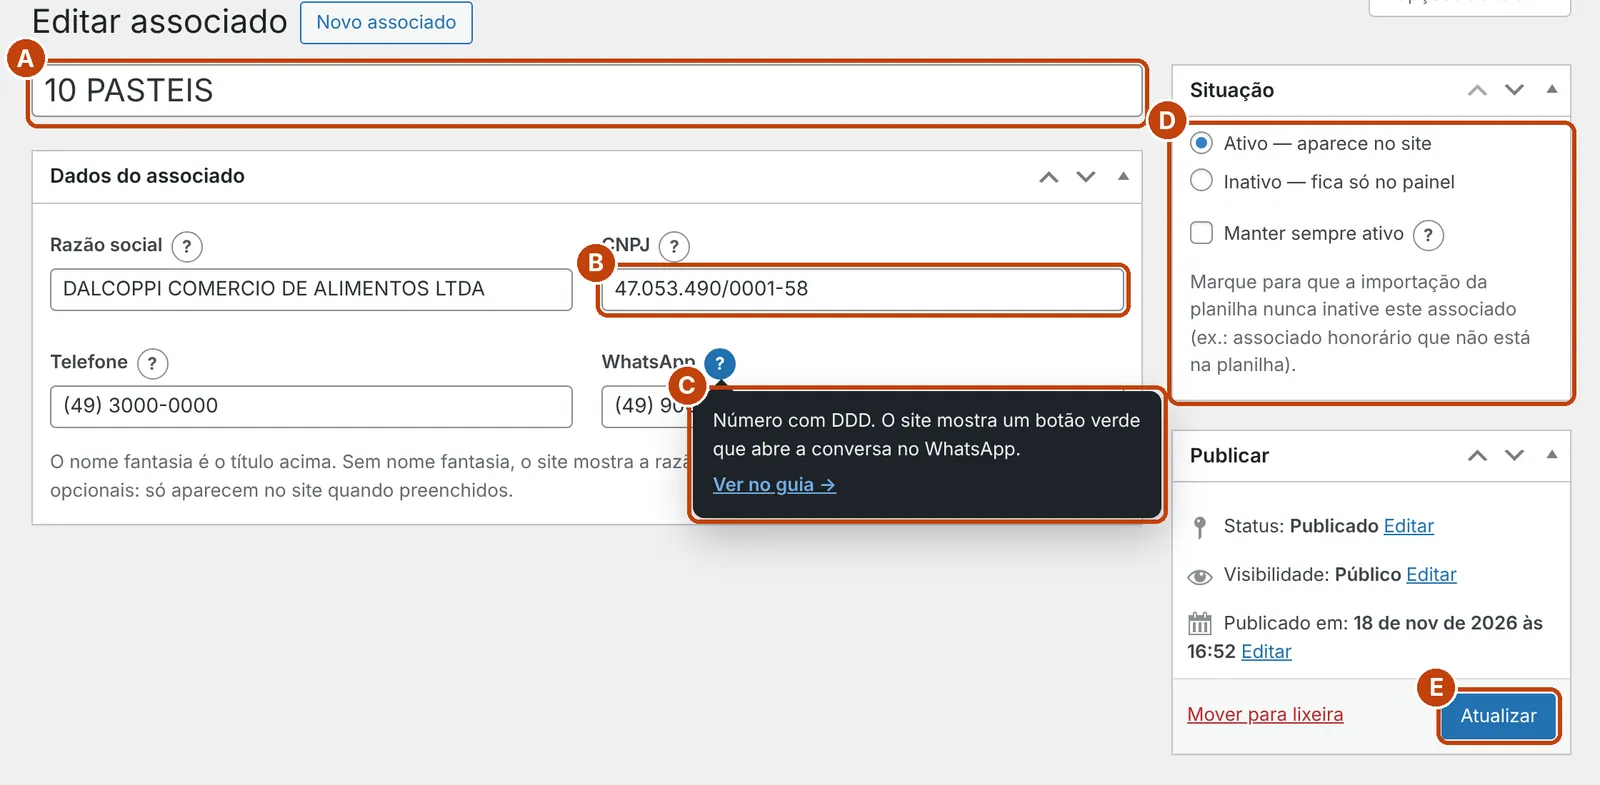 Editar associado
Novo associado
A
10 PASTEIS
Dados do associado
Razão social ?
CNPJ ?
DALCOPPI COMERCIO DE ALIMENTOS LTDA
B
47.053.490/0001-58
Telefone ?
WhatsApp ?
(49) 3000-0000
(49)
C
Número com DDD. O site mostra um botão verde
que abre a conversa no WhatsApp.
Ver no guia →
O nome fantasia é o título acima. Sem nome fantasia, o site mostra a
opcionais: só aparecem no site quando preenchidos.
Situação
D
Ativo — aparece no site
Inativo — fica só no painel
Manter sempre ativo ?
Marque para que a importação da
planilha nunca inative este associado
(ex.: associado honorário que não está
na planilha).
Publicar
Status: Publicado Editar
Visibilidade: Público Editar
Publicado em: 18 de nov de 2026 às
16:52 Editar
Mover para lixeira
E
Atualizar